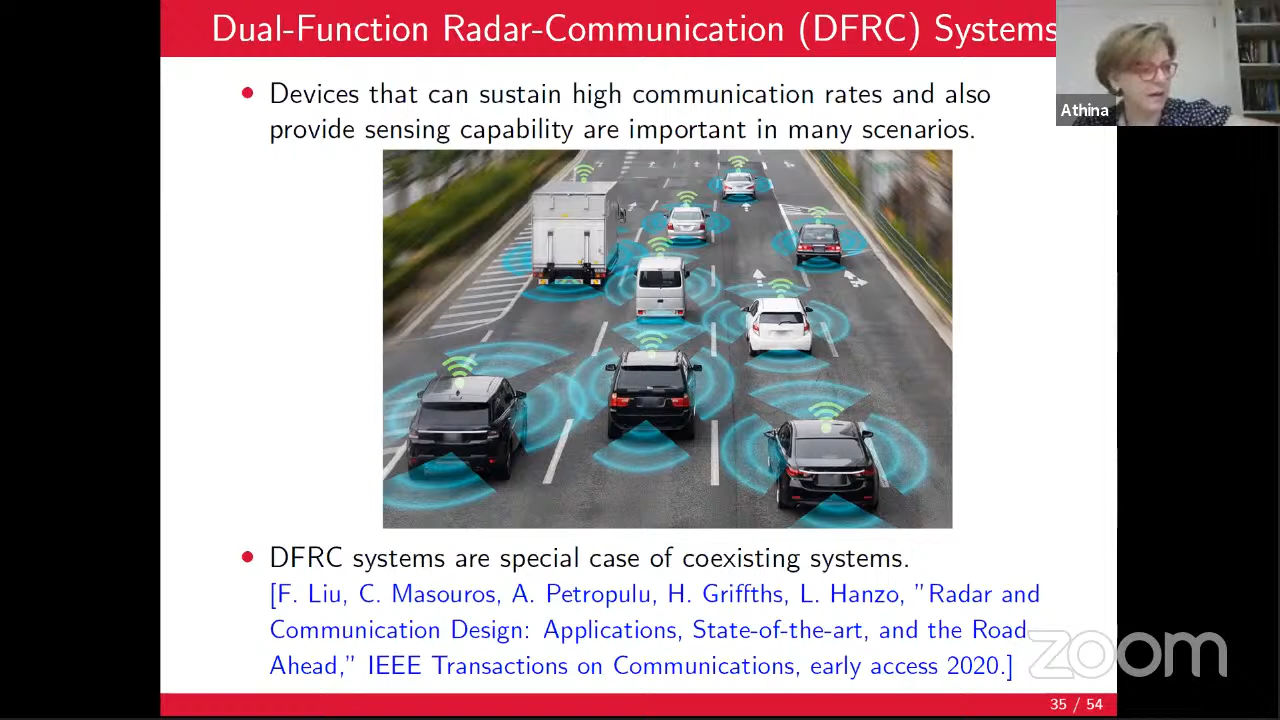 Dual-Function Radar-Communication (DFRC) Systems
Athina
Devices that can sustain high communication rates and also
provide sensing capability are important in many scenarios.
DFRC systems are special case of coexisting systems.
[F. Liu, C. Masouros, A. Petropulu, H. Griffths, L. Hanzo, ”Radar and
Communication Design: Applications, State-of-the-art, and the Road
Ahead,” IEEE Transactions on Communications, early access 2020.]
zoom
35 / 54